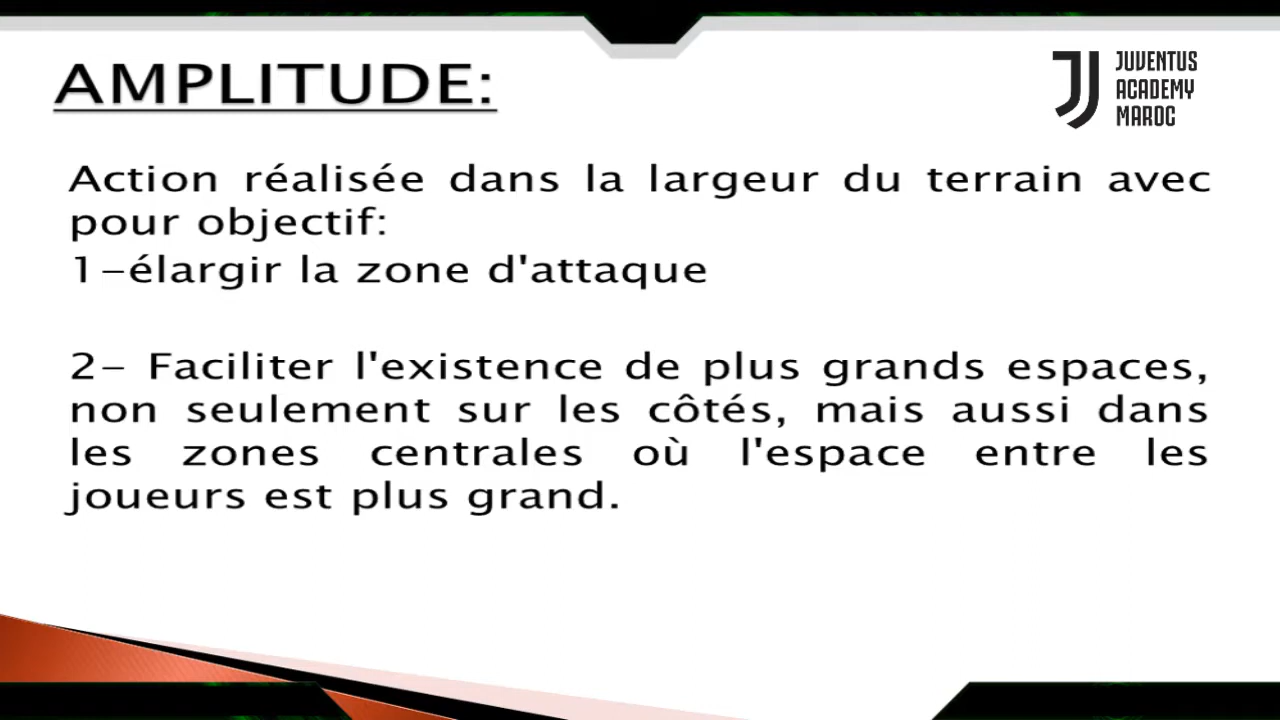 AMPLITUDE:
JUVENTUS
ACADEMY
MAROC
Action réalisée dans la largeur du terrain avec
pour objectif:
1-élargir la zone d'attaque
2- Faciliter l'existence de plus grands espaces,
non seulement sur les côtés, mais aussi dans
les zones centrales où l'espace entre les
joueurs est plus grand.